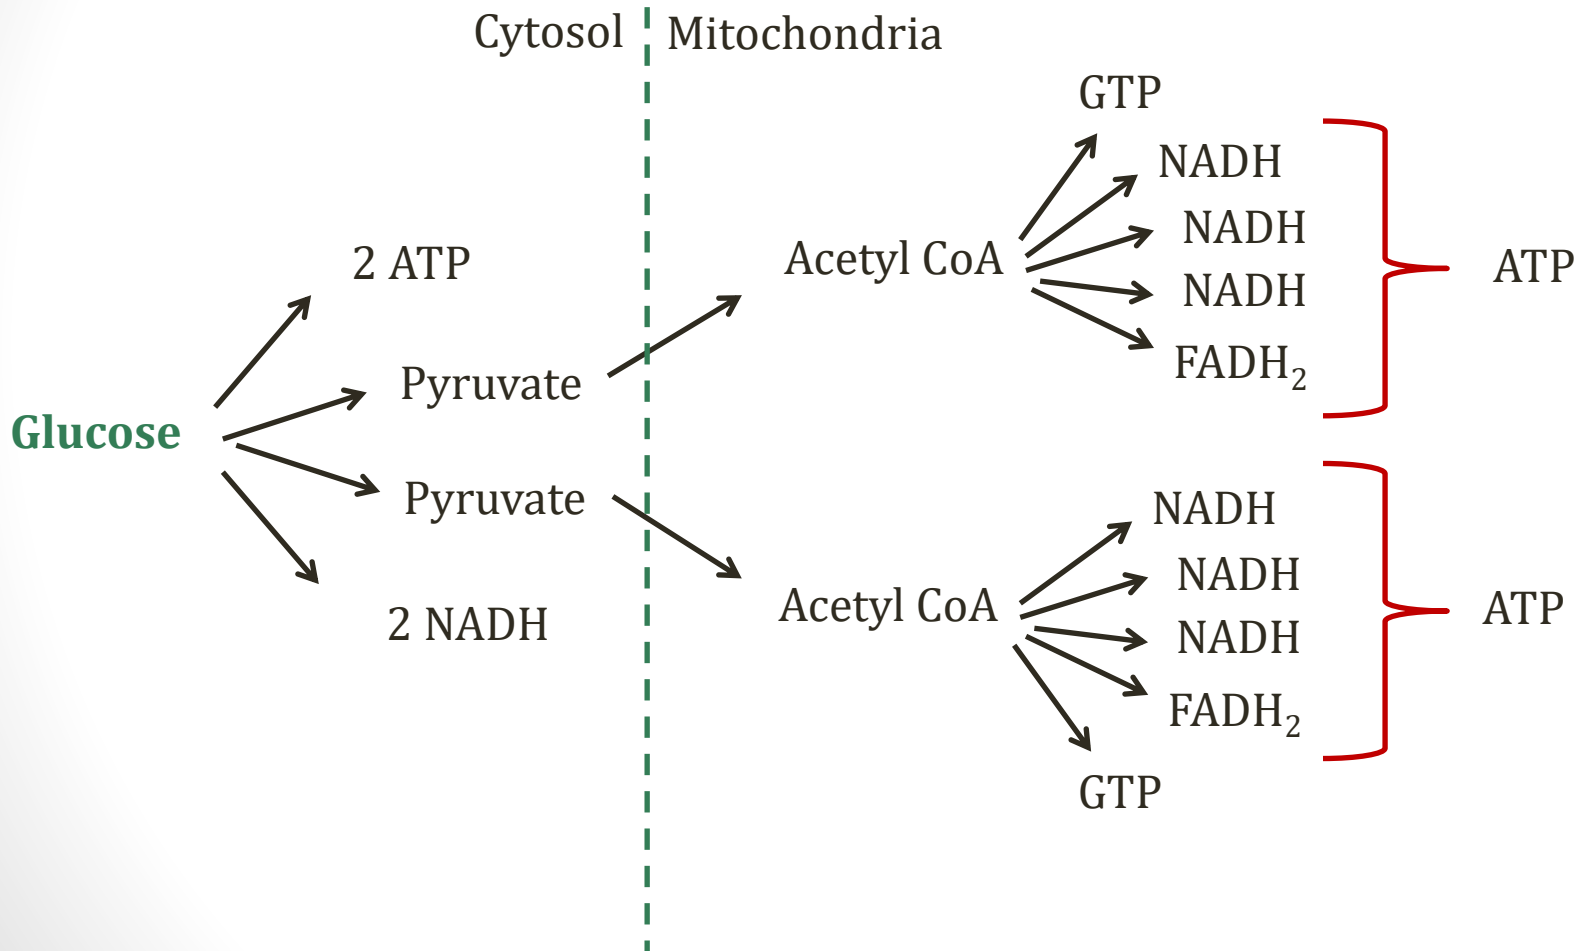 Cytosol
Mitochondria
GTP
NADH
NADH
NADH
FADH₂
Acetyl CoA
ATP
2 ATP
Pyruvate
Glucose
Pyruvate
2 NADH
Acetyl CoA
NADH
NADH
NADH
FADH₂
GTP
ATP